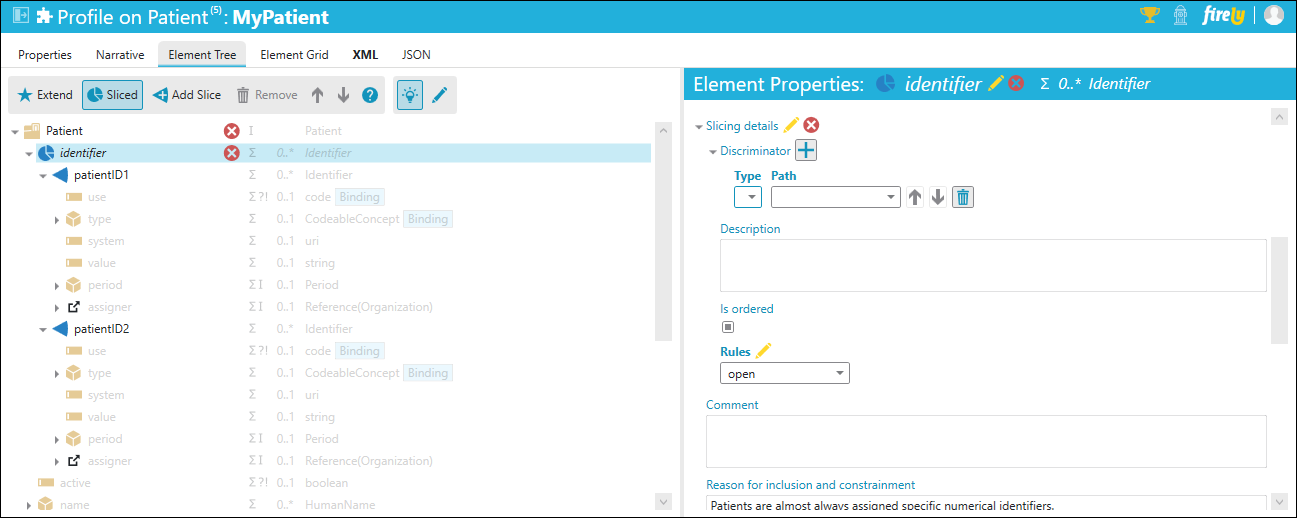 Profile on Patient (5) : MyPatient
firely
Properties Narrative Element Tree Element Grid XML JSON
Extend Sliced Add Slice Remove ?
Patient I Patient
identifier Σ 0..* Identifier
patientID1 Σ 0..* Identifier
use Σ?! 0..1 code Binding
type Σ 0..1 CodeableConcept Binding
system Σ 0..1 uri
value Σ 0..1 string
period Σ I 0..1 Period
assigner Σ I 0..1 Reference(Organization)
patientID2 Σ 0..* Identifier
use Σ?! 0..1 code Binding
type Σ 0..1 CodeableConcept Binding
system Σ 0..1 uri
value Σ 0..1 string
period Σ I 0..1 Period
assigner Σ I 0..1 Reference(Organization)
active Σ?! 0..1 boolean
name Σ 0..* HumanName
Element Properties: identifier Σ 0..* Identifier
Slicing details
Discriminator
Type Path
Description
Is ordered
Rules
open
Comment
Reason for inclusion and constrainment
Patients are almost always assigned specific numerical identifiers.